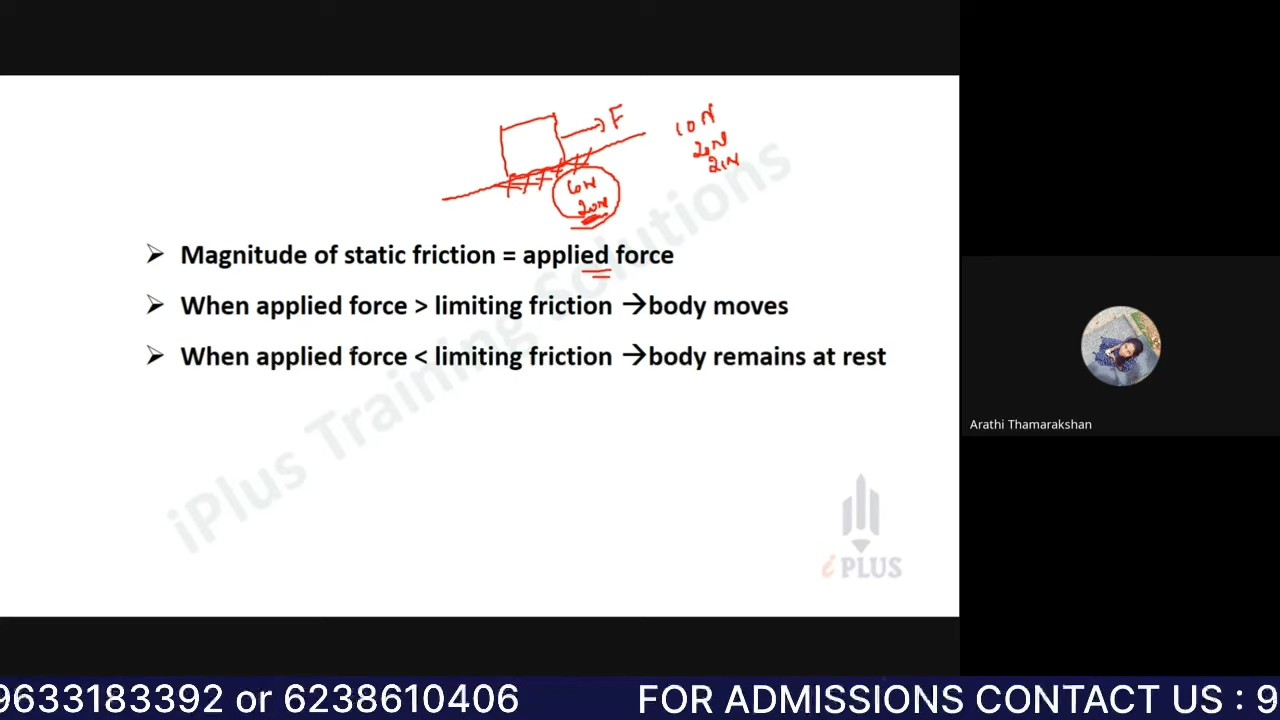 F
10N
20N
21N
20N
➢ Magnitude of static friction = applied force
➢ When applied force > limiting friction →body moves
➢ When applied force < limiting friction →body remains at rest
iPlus Training Solutions
i PLUS
Arathi Thamarakshan
9633183392 or 6238610406 FOR ADMISSIONS CONTACT US : 9